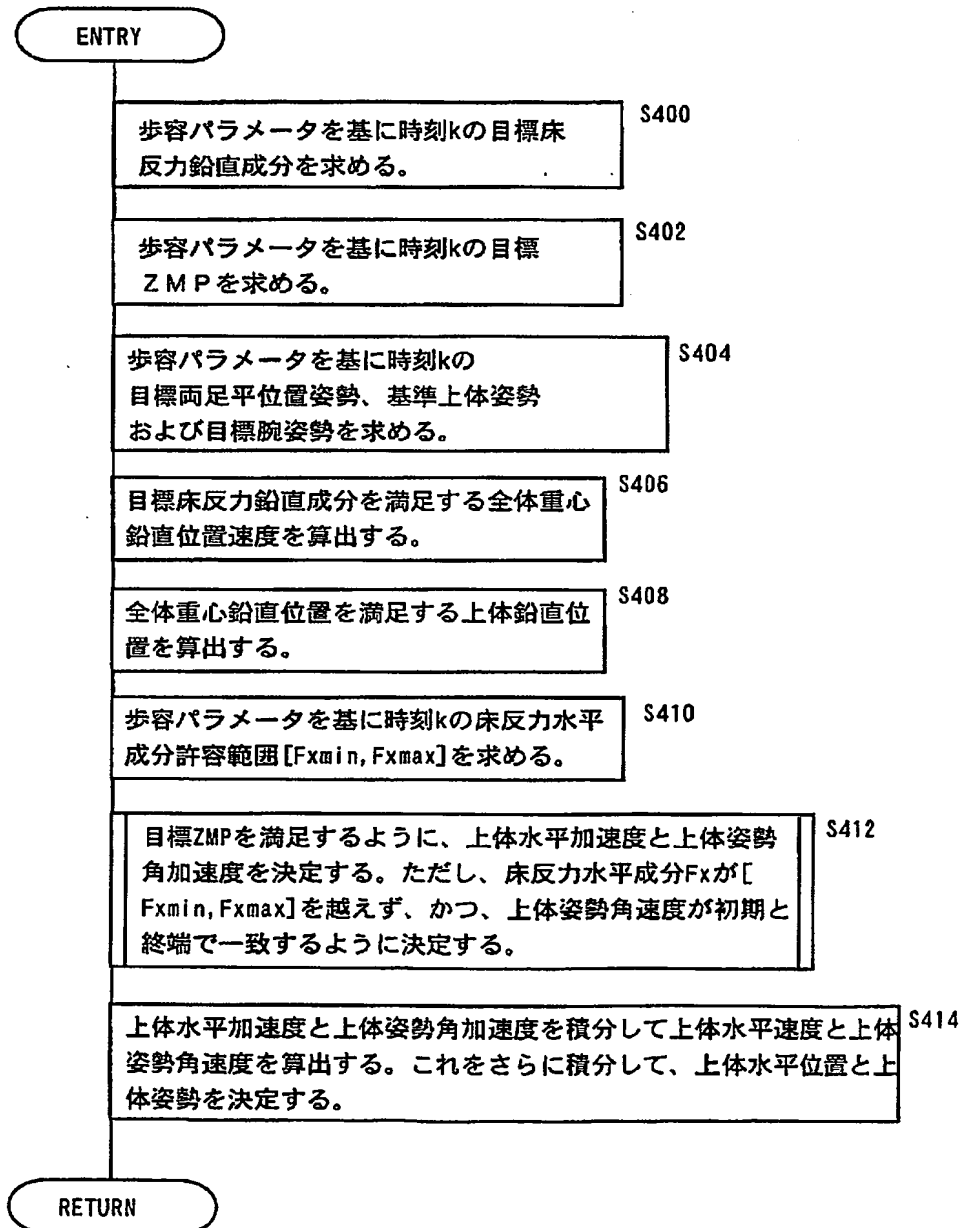 ENTRY
S400
歩容パラメータを基に時刻kの目標床
反力鉛直成分を求める。
S402
歩容パラメータを基に時刻kの目標
ZMPを求める。
S404
歩容パラメータを基に時刻kの
目標両足平位置姿勢、基準上体姿勢
および目標腕姿勢を求める。
S406
目標床反力鉛直成分を満足する全体重心
鉛直位置速度を算出する。
S408
全体重心鉛直位置を満足する上体鉛直位
置を算出する。
S410
歩容パラメータを基に時刻kの床反力水平
成分許容範囲[Fxmin,Fxmax]を求める。
S412
目標ZMPを満足するように、上体水平加速度と上体姿勢
角加速度を決定する。ただし、床反力水平成分Fxが[
Fxmin,Fxmax]を越えず、かつ、上体姿勢角速度が初期と
終端で一致するように決定する。
S414
上体水平加速度と上体姿勢角加速度を積分して上体水平速度と上体
姿勢角速度を算出する。これをさらに積分して、上体水平位置と上
体姿勢を決定する。
RETURN